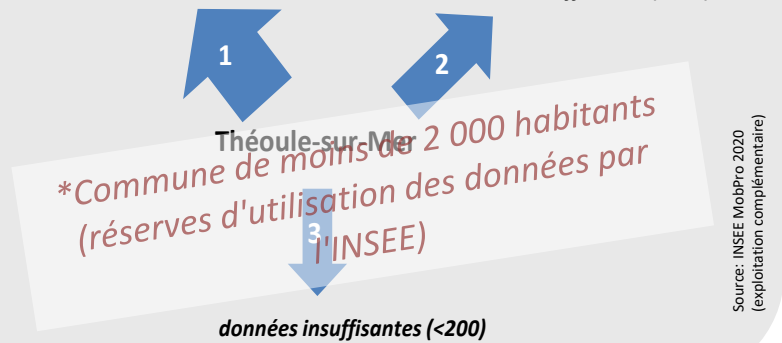 1
2
Théoule-sur-Mer
*Commune de moins de 2 000 habitants
(réserves d'utilisation des données par
l'INSEE)
3
données insuffisantes (<200)
Source: INSEE MobPro 2020
(exploitation complémentaire)